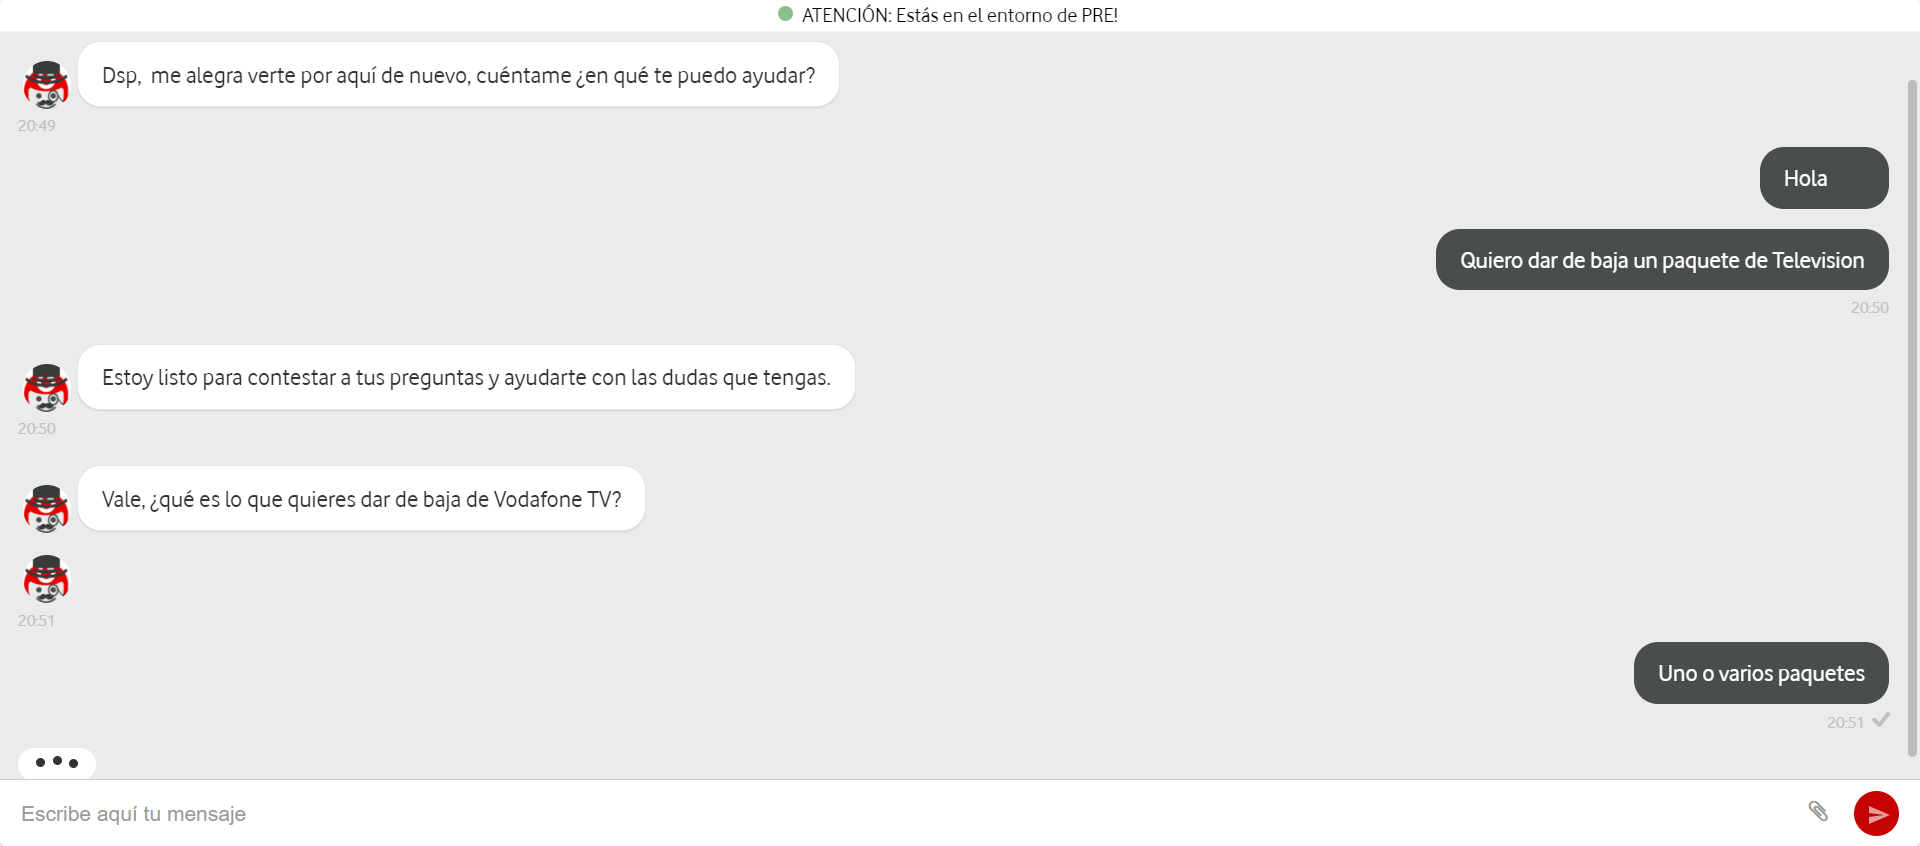 ATENCIÓN: Estás en el entorno de PRE!
Dsp,  me alegra verte por aquí de nuevo, cuéntame ¿en qué te puedo ayudar?
20:49
Hola
Quiero dar de baja un paquete de Television
20:50
Estoy listo para contestar a tus preguntas y ayudarte con las dudas que tengas.
20:50
Vale, ¿qué es lo que quieres dar de baja de Vodafone TV?
20:51
Uno o varios paquetes
20:51
Escribe aquí tu mensaje